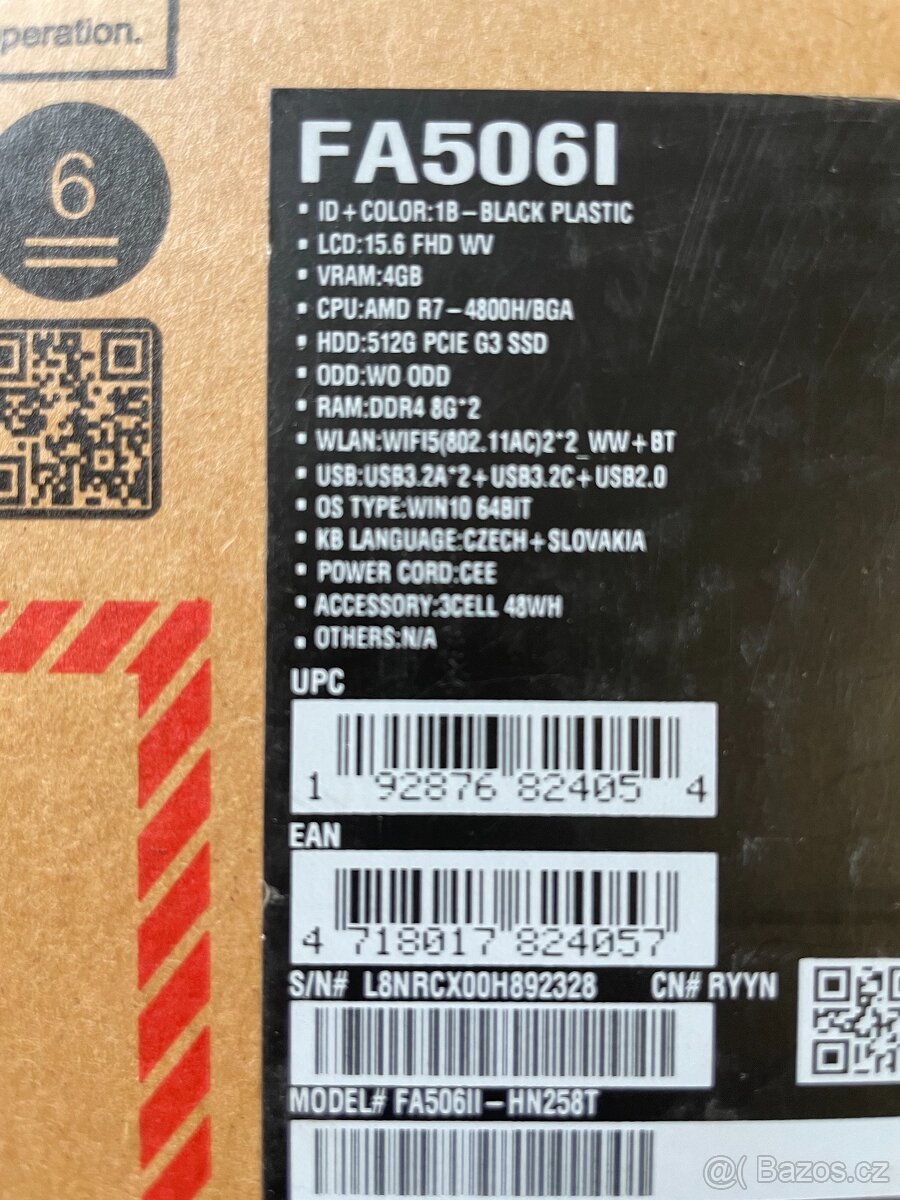 peration.
6
FA506I
• ID+COLOR:1B-BLACK PLASTIC
• LCD:15.6 FHD WV
• VRAM:4GB
• CPU:AMD R7-4800H/BGA
• HDD:512G PCIE G3 SSD
• ODD:WO ODD
• RAM:DDR4 8G*2
• WLAN:WIFI5(802.11AC)2*2_WW+BT
• USB:USB3.2A*2+USB3.2C+USB2.0
• OS TYPE:WIN10 64BIT
• KB LANGUAGE:CZECH+SLOVAKIA
• POWER CORD:CEE
• ACCESSORY:3CELL 48WH
• OTHERS:N/A
UPC
1 92876 82405 4
EAN
4 718017 824057
S/N# L8NRCX00H892328 CN# RYYN
MODEL# FA506II-HN258T
@( Bazos.cz